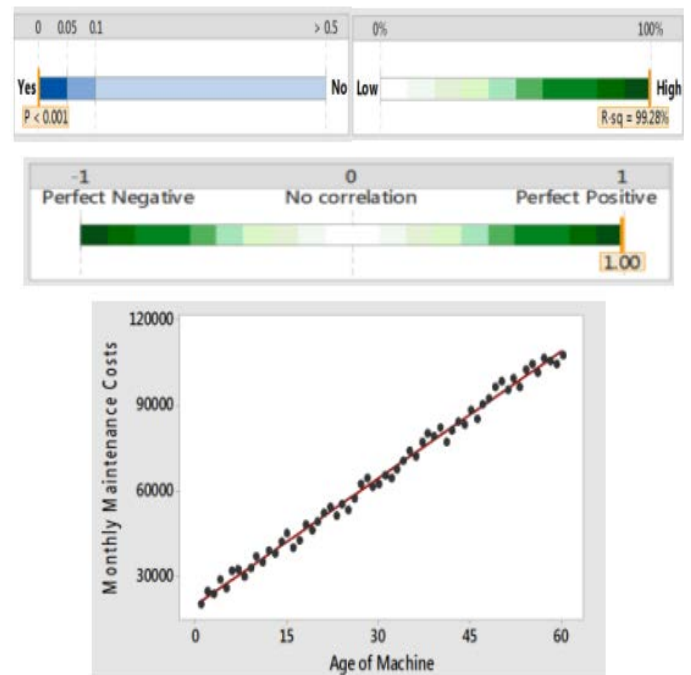 0 0.05 0.1 > 0.5
Yes No
P < 0.001
0% 100%
Low High
R-sq = 99.28%
-1 0 1
Perfect Negative No correlation Perfect Positive
1.00
Monthly Maintenance Costs
120000
90000
60000
30000
0 15 30 45 60
Age of Machine